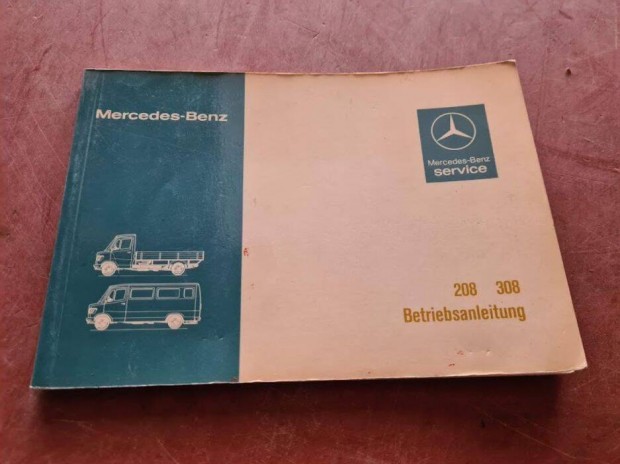 Mercedes-Benz
Mercedes-Benz
service
208 308
Betriebsanleitung